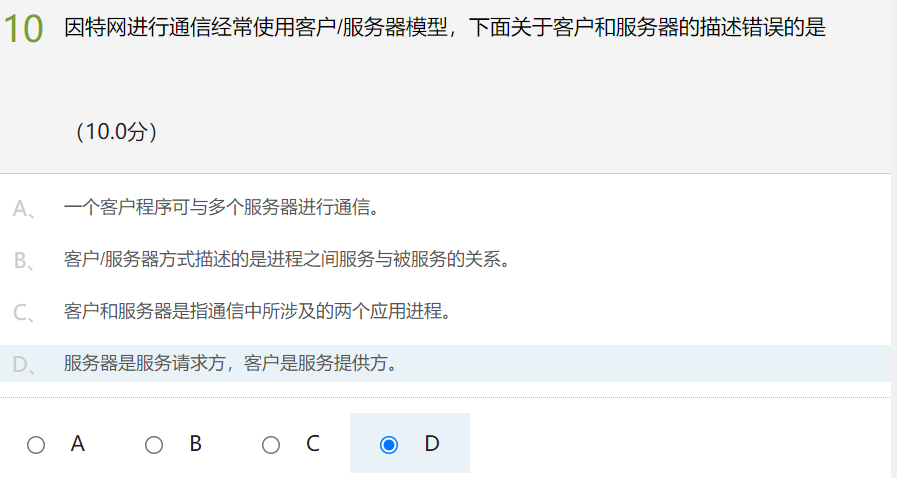 10 因特网进行通信经常使用客户/服务器模型，下面关于客户和服务器的描述错误的是
（10.0分）
A、 一个客户程序可与多个服务器进行通信。
B、 客户/服务器方式描述的是进程之间服务与被服务的关系。
C、 客户和服务器是指通信中所涉及的两个应用进程。
D、 服务器是服务请求方，客户是服务提供方。
A B C D